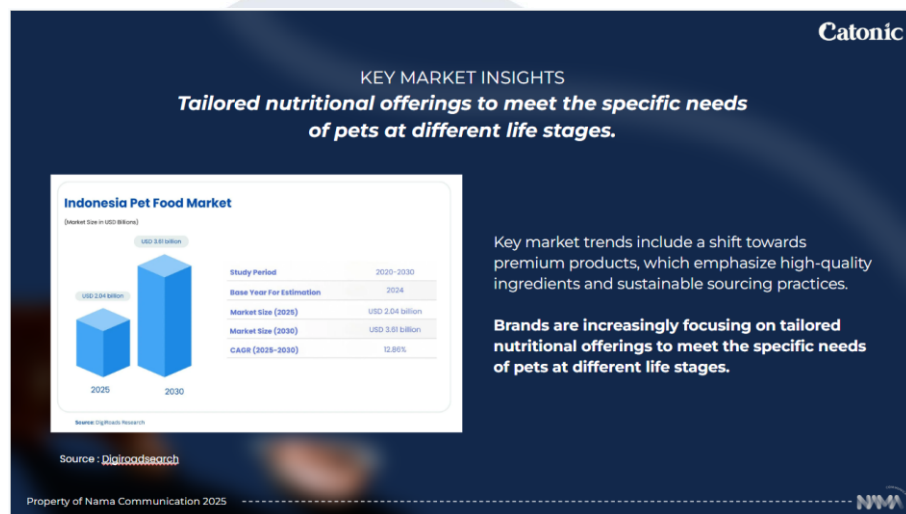 Catonic
KEY MARKET INSIGHTS
Tailored nutritional offerings to meet the specific needs
of pets at different life stages.
Indonesia Pet Food Market
(Market Size in USD Billions)
USD 3.61 billion
USD 2.04 billion
2025
2030
Study Period 2020-2030
Base Year For Estimation 2024
Market Size (2025) USD 2.04 billion
Market Size (2030) USD 3.61 billion
CAGR (2025-2030) 12.86%
Source: DigiRoads Research
Key market trends include a shift towards
premium products, which emphasize high-quality
ingredients and sustainable sourcing practices.
Brands are increasingly focusing on tailored
nutritional offerings to meet the specific needs
of pets at different life stages.
Source : Digiroadsearch
Property of Nama Communication 2025
NAMA